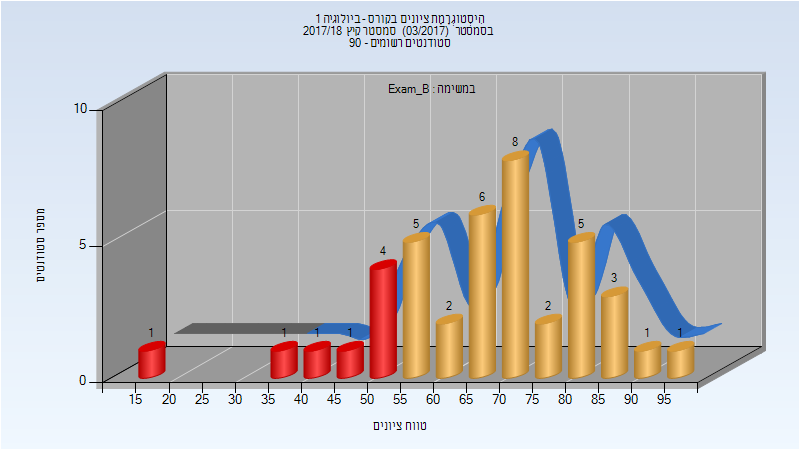 היסטוגרמת ציונים בקורס - ביולוגיה 1
בסמסטר (03/2017) סמסטר קיץ 2017/18
סטודנטים רשומים - 90
במשימה : Exam_B
מספר סטודנטים
10
5
0
1
1
1
1
4
5
2
6
8
2
5
3
1
1
15 20 25 30 35 40 45 50 55 60 65 70 75 80 85 90 95
טווח ציונים